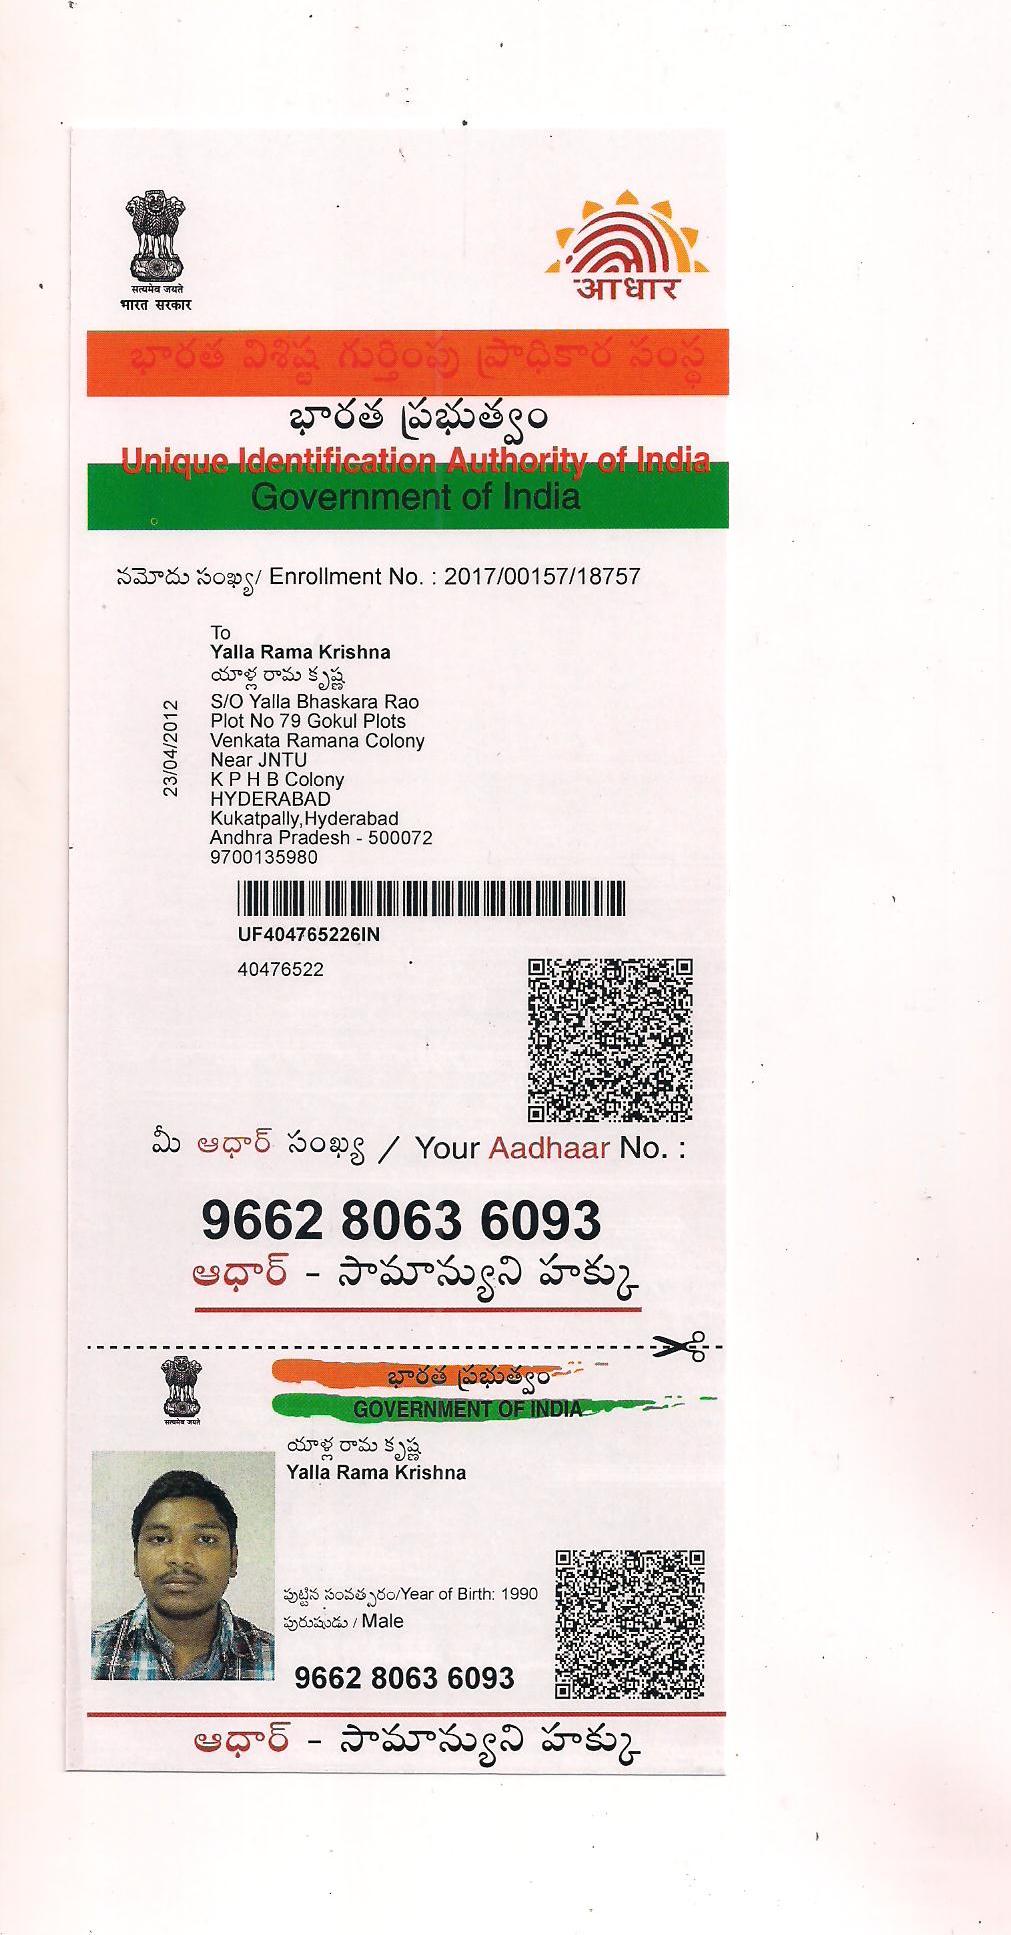 सत्यमेव जयते
भारत सरकार
आधार
భారత విశిష్ట గుర్తింపు ప్రాధికార సంస్థ
భారత ప్రభుత్వం
Unique Identification Authority of India
Government of India
నమోదు సంఖ్య/ Enrollment No. : 2017/00157/18757
To
Yalla Rama Krishna
యాళ్ల రామ కృష్ణ
S/O Yalla Bhaskara Rao
Plot No 79 Gokul Plots
Venkata Ramana Colony
Near JNTU
K P H B Colony
HYDERABAD
Kukatpally,Hyderabad
Andhra Pradesh - 500072
9700135980
23/04/2012
UF404765226IN
40476522
మీ ఆధార్ సంఖ్య / Your Aadhaar No. :
9662 8063 6093
ఆధార్ - సామాన్యుని హక్కు
सत्यमेव जयते
భారత ప్రభుత్వం
GOVERNMENT OF INDIA
యాళ్ల రామ కృష్ణ
Yalla Rama Krishna
పుట్టిన సంవత్సరం/Year of Birth: 1990
పురుషుడు / Male
9662 8063 6093
ఆధార్ - సామాన్యుని హక్కు